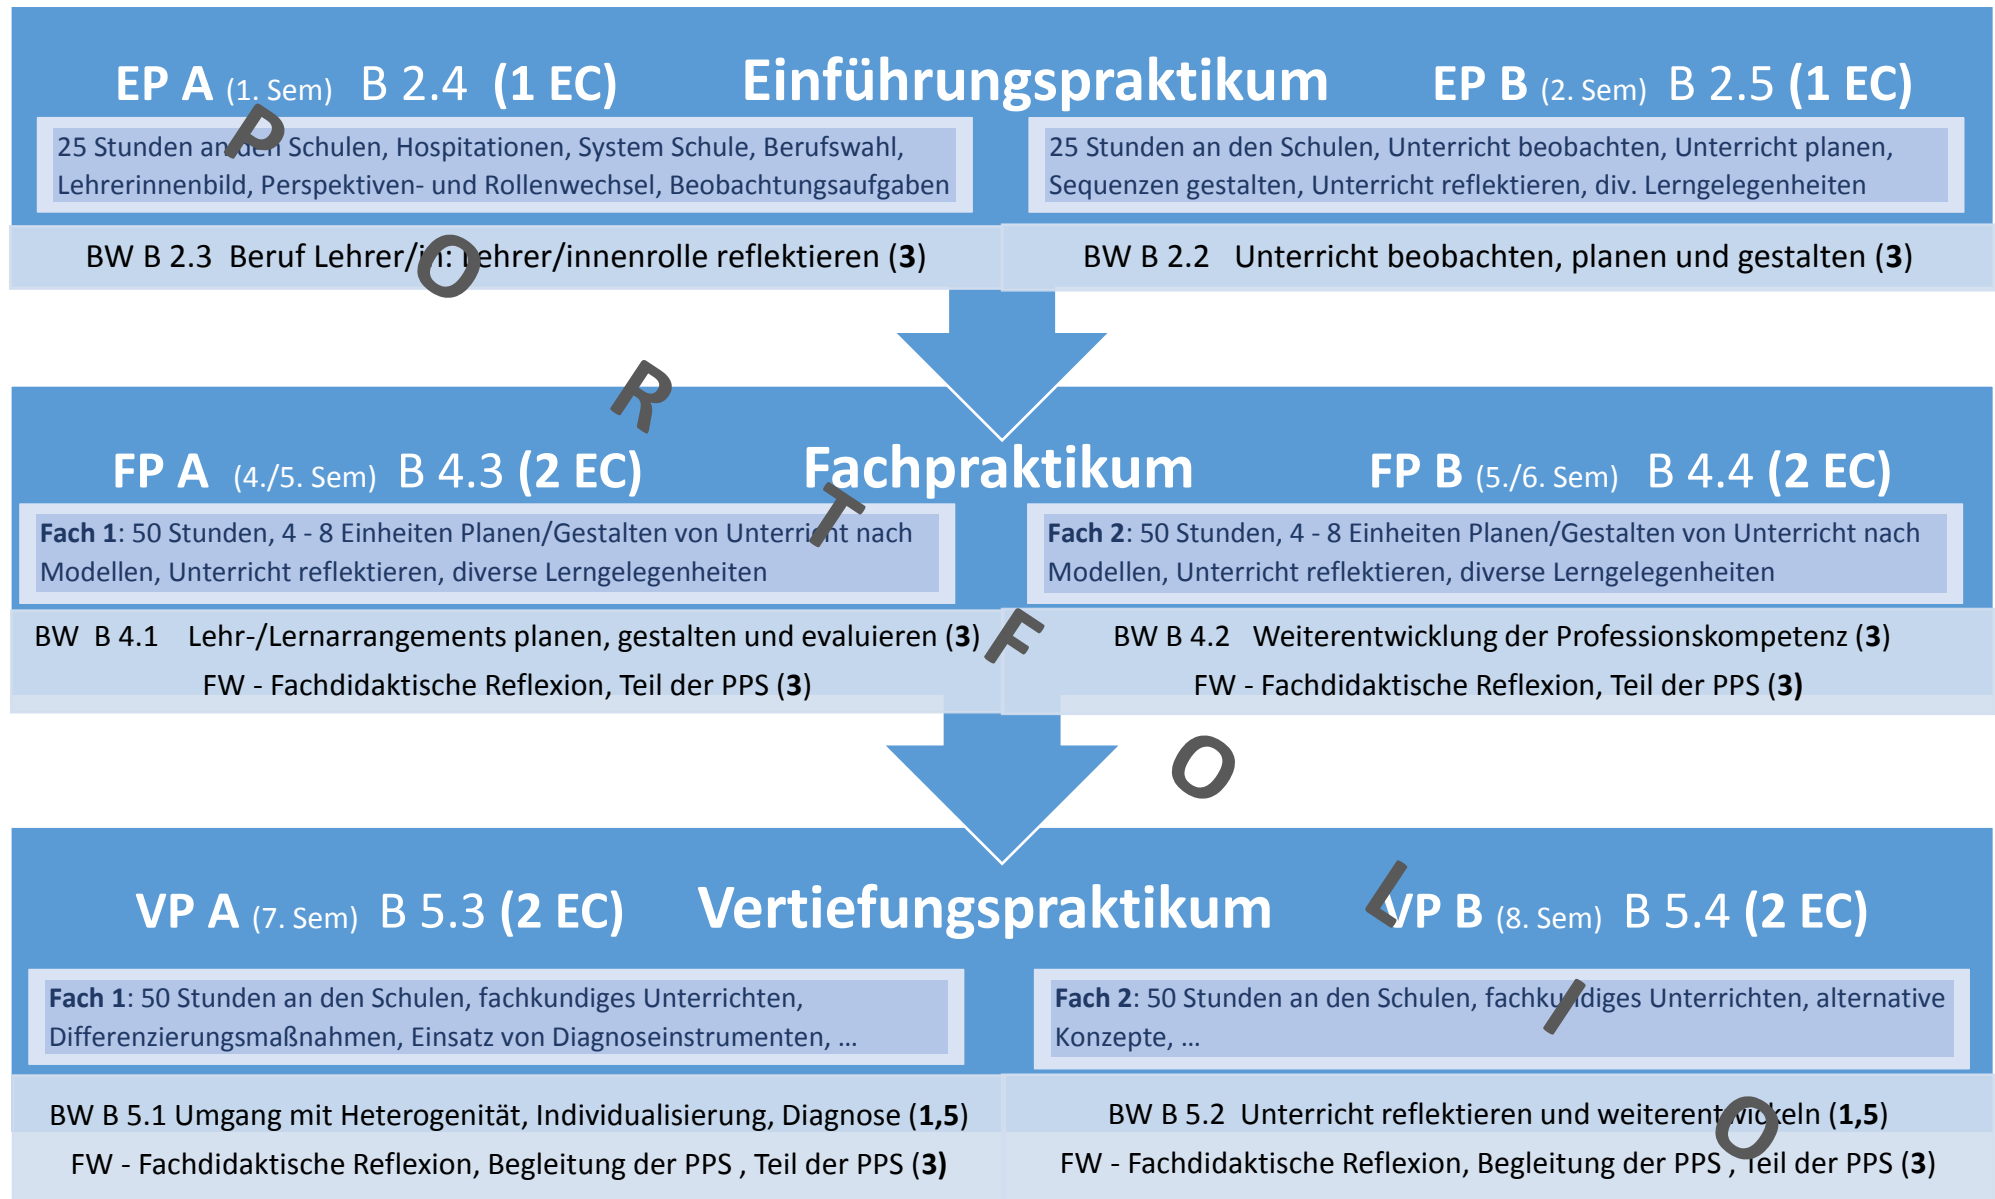 EP A (1. Sem) B 2.4 (1 EC) Einführungspraktikum EP B (2. Sem) B 2.5 (1 EC)
25 Stunden an den Schulen, Hospitationen, System Schule, Berufswahl,
Lehrerinnenbild, Perspektiven- und Rollenwechsel, Beobachtungsaufgaben
25 Stunden an den Schulen, Unterricht beobachten, Unterricht planen,
Sequenzen gestalten, Unterricht reflektieren, div. Lerngelegenheiten
BW B 2.3 Beruf Lehrer/in: Lehrer/innenrolle reflektieren (3)
BW B 2.2 Unterricht beobachten, planen und gestalten (3)
FP A (4./5. Sem) B 4.3 (2 EC) Fachpraktikum FP B (5./6. Sem) B 4.4 (2 EC)
Fach 1: 50 Stunden, 4 - 8 Einheiten Planen/Gestalten von Unterricht nach
Modellen, Unterricht reflektieren, diverse Lerngelegenheiten
Fach 2: 50 Stunden, 4 - 8 Einheiten Planen/Gestalten von Unterricht nach
Modellen, Unterricht reflektieren, diverse Lerngelegenheiten
BW B 4.1 Lehr-/Lernarrangements planen, gestalten und evaluieren (3)
FW - Fachdidaktische Reflexion, Teil der PPS (3)
BW B 4.2 Weiterentwicklung der Professionskompetenz (3)
FW - Fachdidaktische Reflexion, Teil der PPS (3)
VP A (7. Sem) B 5.3 (2 EC) Vertiefungspraktikum VP B (8. Sem) B 5.4 (2 EC)
Fach 1: 50 Stunden an den Schulen, fachkundiges Unterrichten,
Differenzierungsmaßnahmen, Einsatz von Diagnoseinstrumenten, ...
Fach 2: 50 Stunden an den Schulen, fachkundiges Unterrichten, alternative
Konzepte, ...
BW B 5.1 Umgang mit Heterogenität, Individualisierung, Diagnose (1,5)
FW - Fachdidaktische Reflexion, Begleitung der PPS , Teil der PPS (3)
BW B 5.2 Unterricht reflektieren und weiterentwickeln (1,5)
FW - Fachdidaktische Reflexion, Begleitung der PPS , Teil der PPS (3)
PORTFOLIO